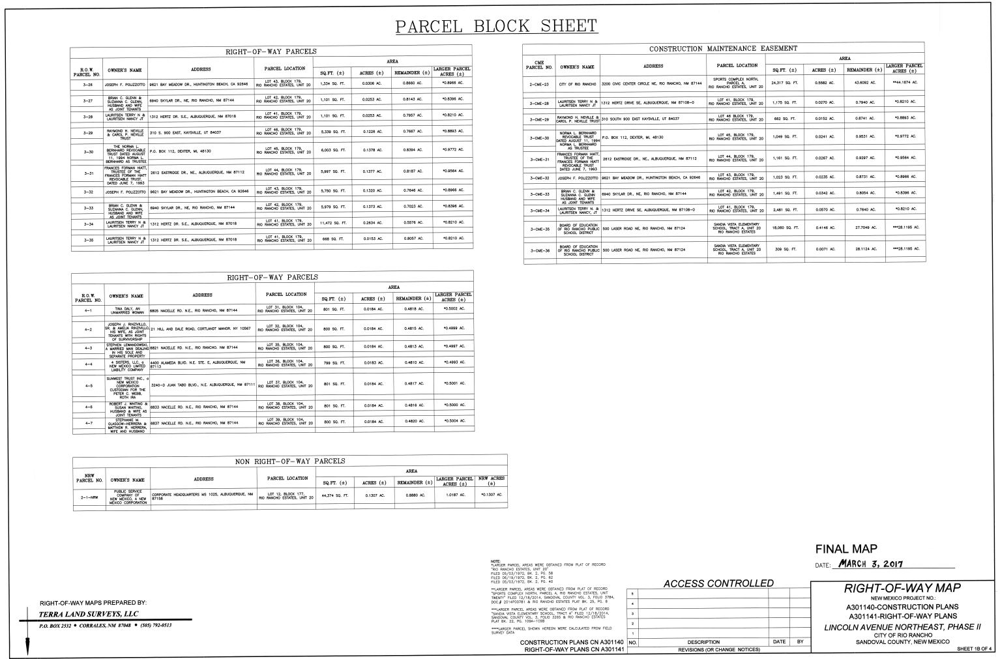 PARCEL BLOCK SHEET
RIGHT-OF-WAY PARCELS
R.O.W. PARCEL NO. OWNER'S NAME ADDRESS PARCEL LOCATION AREA
SQ.FT. (±) ACRES (±) REMAINDER (±) LARGER PARCEL ACRES (±)
3-26 JOSEPH F. POLIZZOTTO 9621 BAY MEADOW DR., HUNTINGTON BEACH, CA 92646 LOT 43, BLOCK 179, RIO RANCHO ESTATES, UNIT 20 1,334 SQ. FT. 0.0306 AC. 0.8660 AC. *0.8966 AC.
3-27 BRIAN C. GLENN & SUZANNA C. GLENN, HUSBAND AND WIFE AS JOINT TENANTS 6940 SKYLAR DR., NE, RIO RANCHO, NM 87144 LOT 42, BLOCK 179, RIO RANCHO ESTATES, UNIT 20 1,101 SQ. FT. 0.0253 AC. 0.8143 AC. *0.8396 AC.
3-28 LAURITSEN TERRY N & LAURITSEN NANCY JT 1312 HERTZ DR. S.E., ALBUQUERQUE, NM 87018 LOT 41, BLOCK 179, RIO RANCHO ESTATES, UNIT 20 1,101 SQ. FT. 0.0253 AC. 0.7957 AC. *0.8210 AC.
3-29 RAYMOND H. NEVILLE & CAROL P. NEVILLE TRUST 310 S. 900 EAST, KAYSVILLE, UT 84037 LOT 46, BLOCK 179, RIO RANCHO ESTATES, UNIT 20 5,339 SQ. FT. 0.1226 AC. 0.7667 AC. *0.8893 AC.
3-30 THE NORMA L. BERNHARD REVOCABLE TRUST DATED AUGUST 11, 1994 NORMA L. BERNHARD AS TRUSTEE P.O. BOX 112, DEXTER, MI, 48130 LOT 45, BLOCK 179, RIO RANCHO ESTATES, UNIT 20 6,003 SQ. FT. 0.1378 AC. 0.8394 AC. *0.9772 AC.
3-31 FRANCES FORMAN HIATT, TRUSTEE OF THE FRANCES FORMAN HIATT REVOCABLE TRUST, DATED JUNE 7, 1993 2612 EASTRIDGE DR., NE., ALBUQUERQUE, NM 87112 LOT 44, BLOCK 179, RIO RANCHO ESTATES, UNIT 20 5,997 SQ. FT. 0.1377 AC. 0.8187 AC. *0.9564 AC.
3-32 JOSEPH F. POLIZZOTTO 9621 BAY MEADOW DR., HUNTINGTON BEACH, CA 92646 LOT 43, BLOCK 179, RIO RANCHO ESTATES, UNIT 20 5,750 SQ. FT. 0.1320 AC. 0.7646 AC. *0.8966 AC.
3-33 BRIAN C. GLENN & SUZANNA C. GLENN, HUSBAND AND WIFE AS JOINT TENANTS 6940 SKYLAR DR., NE, RIO RANCHO, NM 87144 LOT 42, BLOCK 179, RIO RANCHO ESTATES, UNIT 20 5,979 SQ. FT. 0.1373 AC. 0.7023 AC. *0.8396 AC.
3-34 LAURITSEN TERRY N & LAURITSEN NANCY JT 1312 HERTZ DR. S.E., ALBUQUERQUE, NM 87018 LOT 41, BLOCK 179, RIO RANCHO ESTATES, UNIT 20 11,472 SQ. FT. 0.2634 AC. 0.5576 AC. *0.8210 AC.
3-35 LAURITSEN TERRY N & LAURITSEN NANCY JT 1312 HERTZ DR. S.E., ALBUQUERQUE, NM 87018 LOT 41, BLOCK 179, RIO RANCHO ESTATES, UNIT 20 668 SQ. FT. 0.0153 AC. 0.8057 AC. *0.8210 AC.
CONSTRUCTION MAINTENANCE EASEMENT
CME PARCEL NO. OWNER'S NAME ADDRESS PARCEL LOCATION AREA
SQ.FT. (±) ACRES (±) REMAINDER (±) LARGER PARCEL ACRES (±)
2-CME-23 CITY OF RIO RANCHO 3200 CIVIC CENTER CIRCLE NE, RIO RANCHO, NM 87144 SPORTS COMPLEX NORTH, PARCEL A, RIO RANCHO ESTATES, UNIT 20 24,317 SQ. FT. 0.5582 AC. 43.6092 AC. **44.1674 AC.
3-CME-28 LAURITSEN TERRY N & LAURITSEN NANCY JT 1312 HERTZ DRIVE SE, ALBUQUERQUE, NM 87108-0 LOT 41, BLOCK 179, RIO RANCHO ESTATES, UNIT 20 1,175 SQ. FT. 0.0270 AC. 0.7940 AC. *0.8210 AC.
3-CME-29 RAYMOND H. NEVILLE & CAROL P. NEVILLE TRUST 310 SOUTH 900 EAST KAYSVILLE, UT 84037 LOT 46 BLOCK 179, RIO RANCHO ESTATES, UNIT 20 662 SQ. FT. 0.0152 AC. 0.8741 AC. *0.8893 AC.
3-CME-30 NORMA L. BERNHARD REVOCABLE TRUST DATED AUGUST 11, 1994 NORMA L. BERNHARD AS TRUSTEE P.O. BOX 112, DEXTER, MI, 48130 LOT 45, BLOCK 179, RIO RANCHO ESTATES, UNIT 20 1,049 SQ. FT. 0.0241 AC. 0.9531 AC. *0.9772 AC.
3-CME-31 FRANCES FORMAN HIATT, TRUSTEE OF THE FRANCES FORMAN HIATT REVOCABLE TRUST DATED JUNE 7, 1993 2612 EASTRIDGE DR., NE, ALBUQUERQUE, NM 87112 LOT 44, BLOCK 179, RIO RANCHO ESTATES, UNIT 20 1,161 SQ. FT. 0.0267 AC. 0.9297 AC. *0.9564 AC.
3-CME-32 JOSEPH F. POLIZZOTTO 9621 BAY MEADOW DR., HUNTINGTON BEACH, CA 92646 LOT 43, BLOCK 179, RIO RANCHO ESTATES, UNIT 20 1,023 SQ. FT. 0.0235 AC. 0.8731 AC. *0.8966 AC.
3-CME-33 BRIAN C. GLENN & SUZANNA C. GLENN HUSBAND AND WIFE AS JOINT TENANTS 6940 SKYLAR DR., NE, RIO RANCHO, NM 87144 LOT 42, BLOCK 179, RIO RANCHO ESTATES, UNIT 20 1,491 SQ. FT. 0.0342 AC. 0.8054 AC. *0.8396 AC.
3-CME-34 LAURITSEN TERRY N. & LAURITSEN NANCY, JT 1312 HERTZ DRIVE SE, ALBUQUERQUE, NM 87108-0 LOT 41, BLOCK 179, RIO RANCHO ESTATES, UNIT 20 2,481 SQ. FT. 0.0570 AC. 0.7640 AC. *0.8210 AC.
3-CME-35 BOARD OF EDUCATION OF RIO RANCHO PUBLIC SCHOOL DISTRICT 500 LASER ROAD NE, RIO RANCHO, NM 87124 SANDIA VISTA ELEMENTARY SCHOOL, TRACT A, UNIT 20 RIO RANCHO ESTATES 18,060 SQ. FT. 0.4146 AC. 27.7049 AC. ***28.1195 AC.
3-CME-36 BOARD OF EDUCATION OF RIO RANCHO PUBLIC SCHOOL DISTRICT 500 LASER ROAD NE, RIO RANCHO, NM 87124 SANDIA VISTA ELEMENTARY SCHOOL, TRACT A, UNIT 20 RIO RANCHO ESTATES 309 SQ. FT. 0.0071 AC. 28.1124 AC. ***28.1195 AC.
RIGHT-OF-WAY PARCELS
R.O.W. PARCEL NO. OWNER'S NAME ADDRESS PARCEL LOCATION AREA
SQ.FT. (±) ACRES (±) REMAINDER (±) LARGER PARCEL ACRES (±)
4-1 TINA DALY, AN UNMARRIED WOMAN 6805 NACELLE RD. N.E., RIO RANCHO, NM 87144 LOT 31, BLOCK 104, RIO RANCHO ESTATES, UNIT 20 801 SQ. FT. 0.0184 AC. 0.4818 AC. *0.5002 AC.
4-2 JOSEPH J. RINZIVILLO, SR. & AMELIA RINZIVILLO, HIS WIFE, AS JOINT TENANTS WITH RIGHTS OF SURVIVORSHIP 21 HILL AND DALE ROAD, CORTLANDT MANOR. NY 10567 LOT 32, BLOCK 104, RIO RANCHO ESTATES, UNIT 20 800 SQ. FT. 0.0184 AC. 0.4815 AC. *0.4999 AC.
4-3 STEPHEN LEWANDOWSKI, A MARRIED MAN DEALING IN HIS SOLE AND SEPARATE PROPERTY 6821 NACELLE RD. N.E., RIO RANCHO. NM 87144 LOT 35, BLOCK 104, RIO RANCHO ESTATES, UNIT 20 800 SQ. FT. 0.0184 AC. 0.4813 AC. *0.4997 AC.
4-4 4 SISTERS, LLC, a NEW MEXICO LIMITED LIABILITY COMPANY 4400 ALAMEDA BLVD. N.E. STE. E, ALBUQUERQUE, NM 87113 LOT 36, BLOCK 104, RIO RANCHO ESTATES, UNIT 20 799 SQ. FT. 0.0183 AC. 0.4810 AC. *0.4993 AC.
4-5 SUNWEST TRUST INC., a NEW MEXICO CORPORATION CUSTODIAN FOR THE PETER C. WEBB, ROTH IRA 3240-D JUAN TABO BLVD., N.E. ALBUQUERQUE, NM 87111 LOT 37, BLOCK 104, RIO RANCHO ESTATES, UNIT 20 801 SQ. FT. 0.0184 AC. 0.4817 AC. *0.5001 AC.
4-6 ROBERT J. WHITING & SUSAN WHITING, HUSBAND & WIFE AS JOINT TENANTS 6833 NACELLE RD. N.E., RIO RANCHO, NM 87144 LOT 38, BLOCK 104, RIO RANCHO ESTATES, UNIT 20 801 SQ. FT. 0.0184 AC. 0.4816 AC. *0.5000 AC.
4-7 STEPHANIE M. GLASGOW-HERRERA & MATTHEW R. HERRERA, WIFE AND HUSBAND 6837 NACELLE RD. N.E., RIO RANCHO, NM 87144 LOT 39, BLOCK 104, RIO RANCHO ESTATES, UNIT 20 800 SQ. FT. 0.0184 AC. 0.4820 AC. *0.5004 AC.
NON RIGHT-OF-WAY PARCELS
NRW PARCEL NO. OWNER'S NAME ADDRESS PARCEL LOCATION AREA
SQ.FT. (±) ACRES (±) REMAINDER (±) LARGER PARCEL ACRES (±) NRW ACRES (±)
2-1-NRW PUBLIC SERVICE COMPANY OF NEW MEXICO, A NEW MEXICO CORPORATION CORPORATE HEADQUARTERS MS 1025, ALBUQUERQUE, NM 87158 LOT 12, BLOCK 177, RIO RANCHO ESTATES, UNIT 20 44,374 SQ. FT. 0.1307 AC. 0.8880 AC. 1.0187 AC. *0.1307 AC.
NOTE:
*LARGER PARCEL AREAS WERE OBTAINED FROM PLAT OF RECORD
"RIO RANCHO ESTATES, UNIT 20"
FILED 05/03/1972, BK. 2, PG. 58
FILED 06/19/1972, BK. 2, PG. 62
FILED 05/03/1972, BK. 2, PG. 40
**LARGER PARCEL AREAS WERE OBTAINED FROM PLAT OF RECORD
"SPORTS COMPLEX NORTH, PARCEL A, RIO RANCHO ESTATES, UNIT
TWENTY" FILED 12/18/2014, SANDOVAL COUNTY VOL. 3, FOLIO 3784,
DOC.# 2014P00781 & RIO RANCHO ESTATES PLAT BK. 25, PG. 8
***LARGER PARCEL AREAS WERE OBTAINED FROM PLAT OF RECORD
"SANDIA VISTA ELEMENTARY SCHOOL, TRACT A" FILED 12/18/2014,
SANDOVAL COUNTY VOL. 3, FOLIO 3265 & RIO RANCHO ESTATES
PLAT BK. 22, PG. 109A-109B
****LARGER PARCEL SHOWN HEREON WERE CALCULATED FROM FIELD
SURVEY DATA
CONSTRUCTION PLANS CN A301140
RIGHT-OF-WAY PLANS CN A301141
ACCESS CONTROLLED
5
4
3
2
1
NO. DESCRIPTION DATE BY
REVISIONS (OR CHANGE NOTICES)
FINAL MAP
DATE: MARCH 3, 2017
RIGHT-OF-WAY MAP
NEW MEXICO PROJECT NO.:
A301140-CONSTRUCTION PLANS
A301141-RIGHT-OF-WAY PLANS
LINCOLN AVENUE NORTHEAST, PHASE II
CITY OF RIO RANCHO
SANDOVAL COUNTY, NEW MEXICO
SHEET 1B OF 4
RIGHT-OF-WAY MAPS PREPARED BY:
TERRA LAND SURVEYS, LLC
P.O. BOX 2532 • CORRALES, NM 87048 • (505) 792-0513